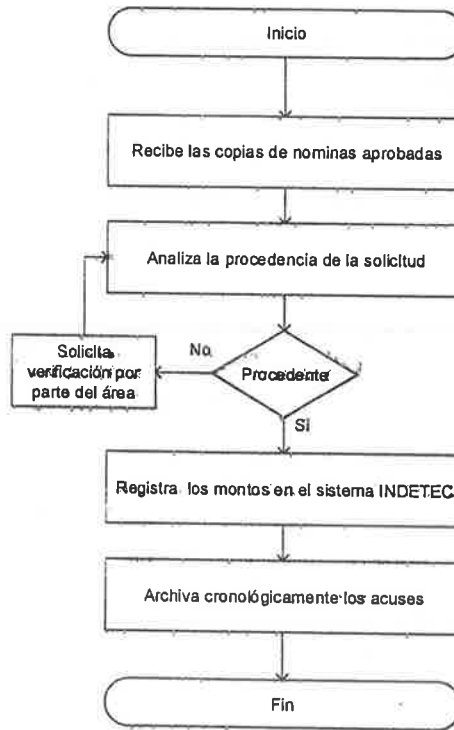 Inicio
Recibe las copias de nominas aprobadas
Analiza la procedencia de la solicitud
No
Solicita
verificación por
parte del área
Procedente
Si
Registra los montos en el sistema INDETEC
Archiva cronológicamente los acuses
Fin